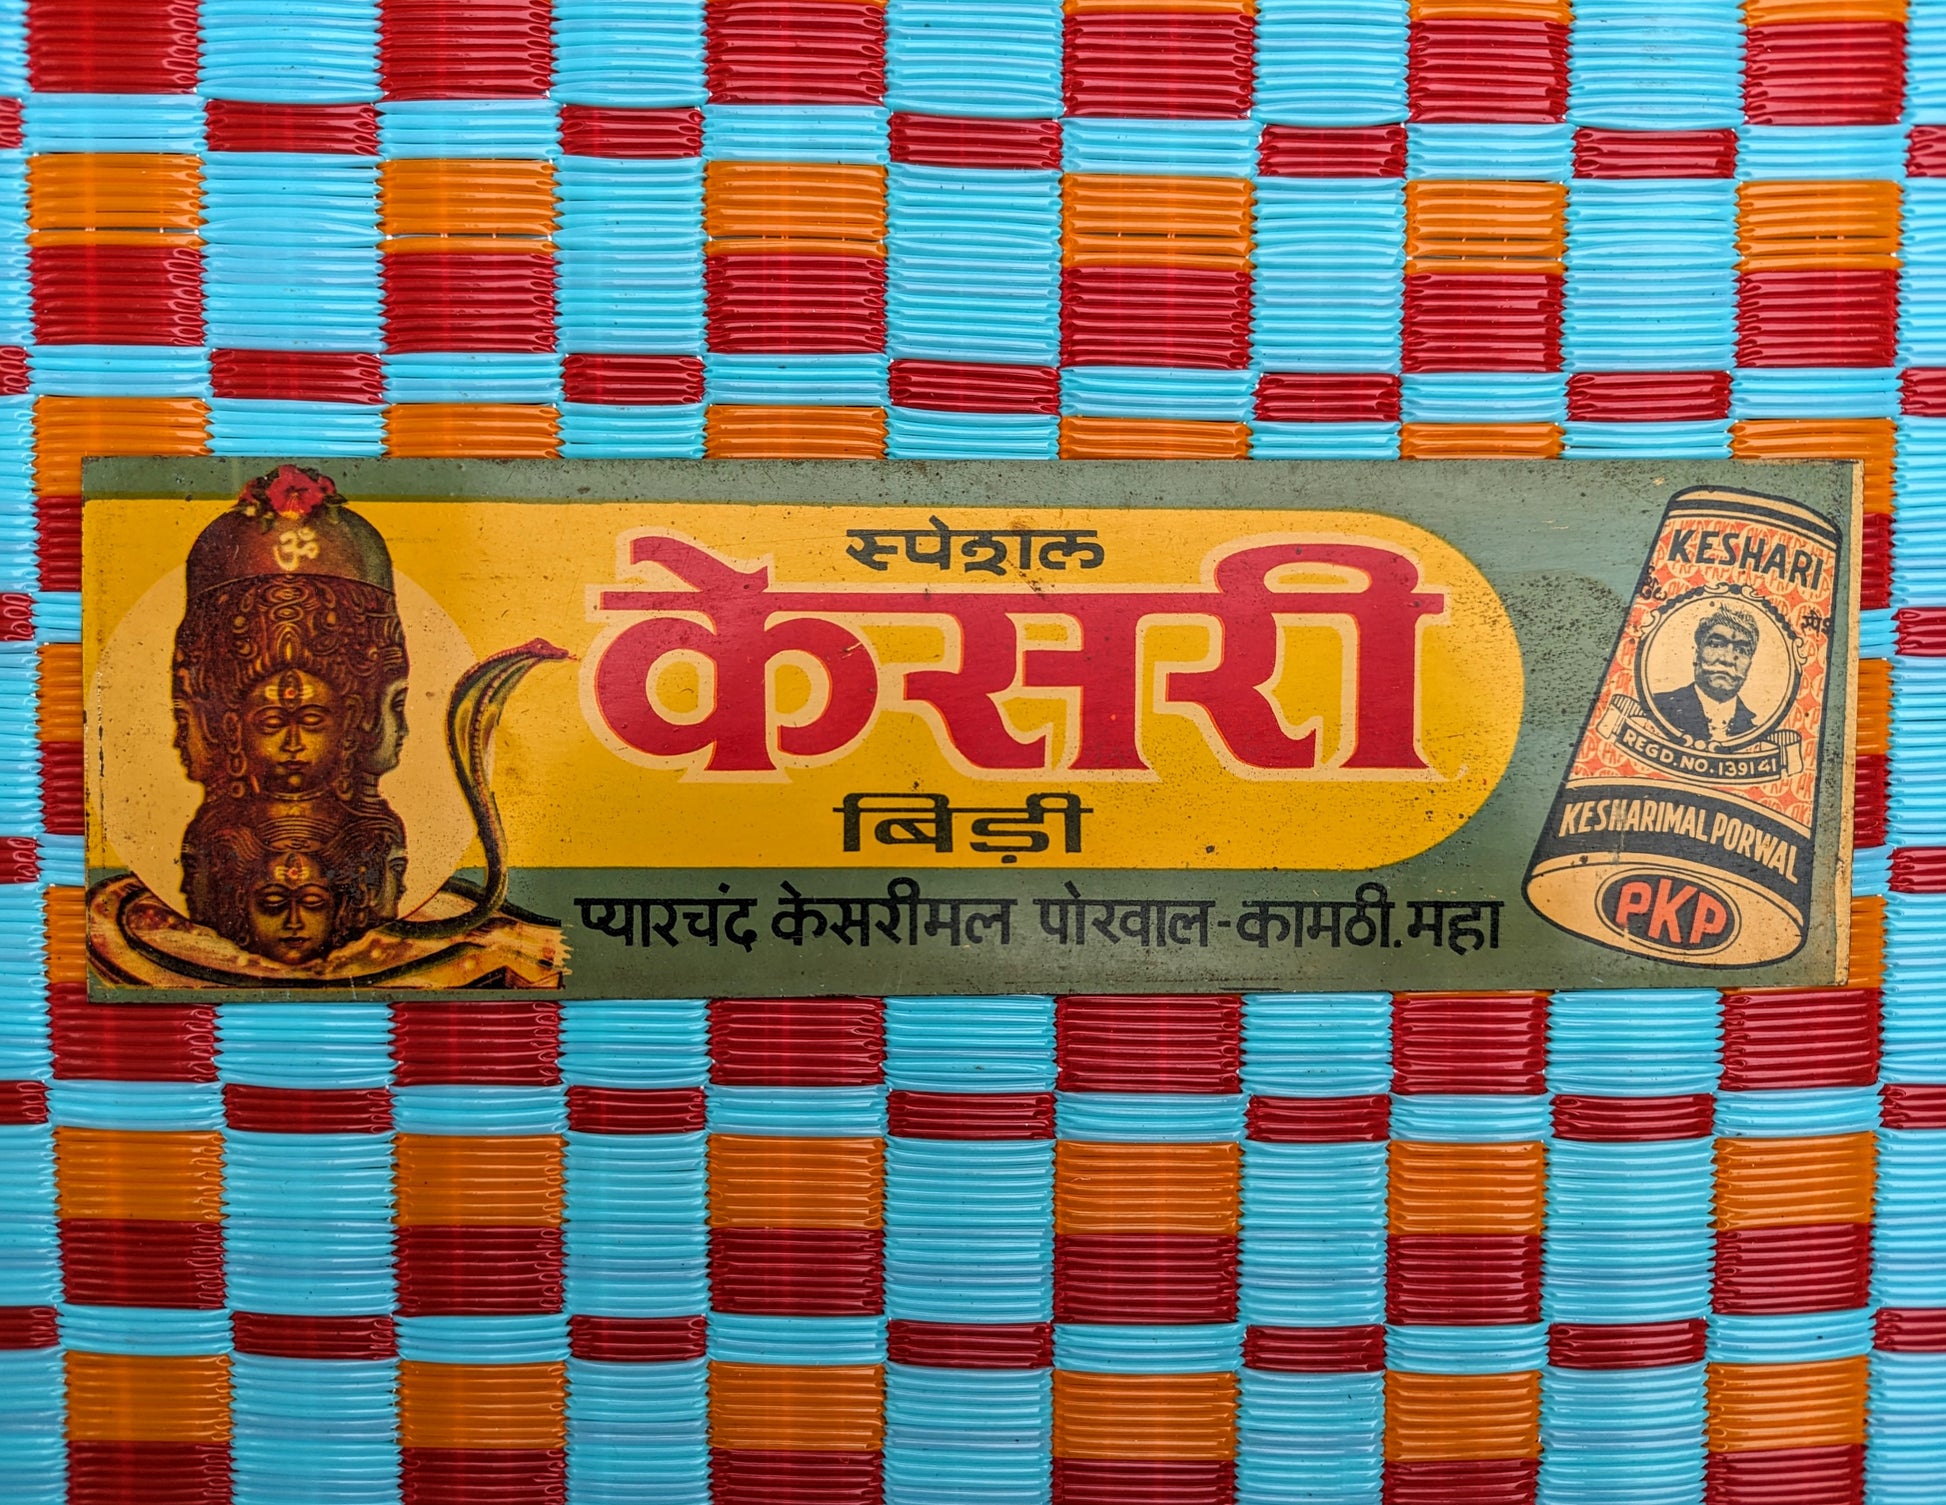 ॐ
स्पेशल
केसरी
बिड़ी
प्यारचंद केसरीमल पोरवाल-कामठी.महा
KESHARI
REGD.NO.139141
KESHARIMAL PORWAL
PKP